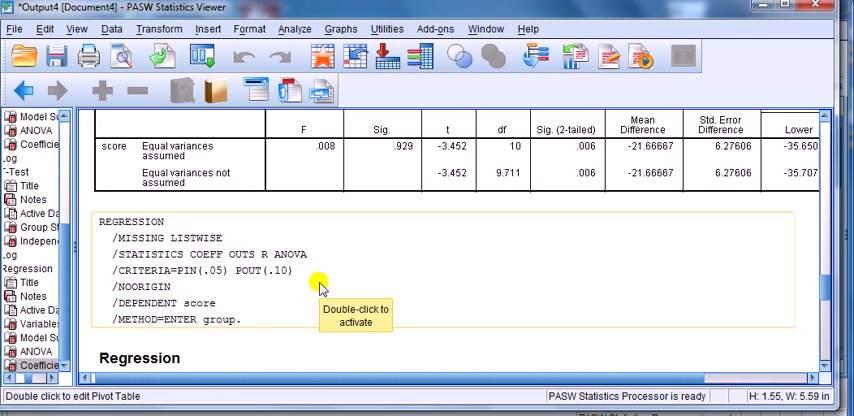 *Output4 [Document4] - PASW Statistics Viewer
File Edit View Data Transform Insert Format Analyze Graphs Utilities Add-ons Window Help
Model Su
ANOVA
Coefficie
.og
-Test
Title
Notes
Active Da
Group St
Indepen
.og
Regression
Title
Notes
Active Da
Variable
Model Su
ANOVA
Coefficie
F Sig. t df Sig. (2-tailed) Mean Difference Std. Error Difference Lower
score Equal variances assumed .008 .929 -3.452 10 .006 -21.66667 6.27606 -35.650
Equal variances not assumed -3.452 9.711 .006 -21.66667 6.27606 -35.707
REGRESSION
/MISSING LISTWISE
/STATISTICS COEFF OUTS R ANOVA
/CRITERIA=PIN(.05) POUT(.10)
/NOORIGIN
/DEPENDENT score
/METHOD=ENTER group.
Double-click to
activate
Regression
Double click to edit Pivot Table PASW Statistics Processor is ready H: 1.55, W: 5.59 in